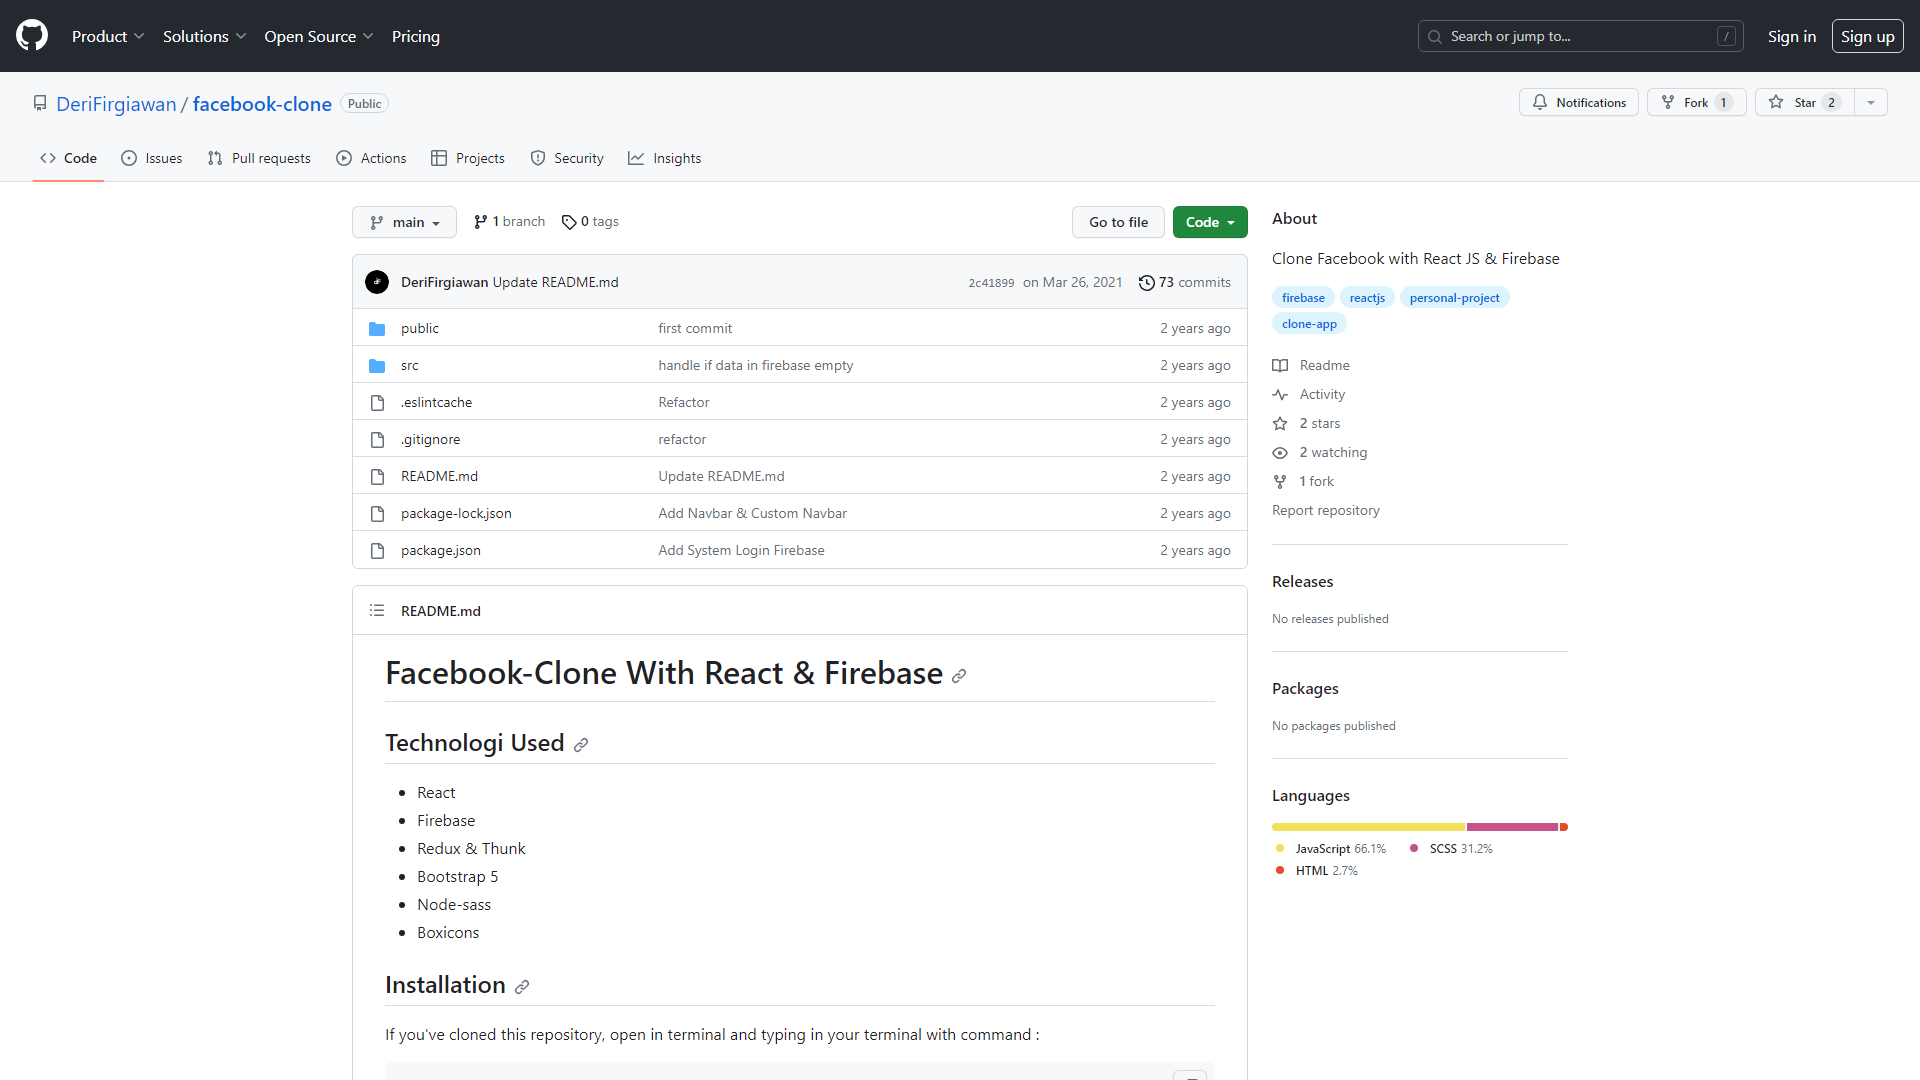 Product
Solutions
Open Source
Pricing
Search or jump to...
/
Sign in
Sign up
DeriFirgiawan / facebook-clone
Public
Notifications
Fork 1
Star 2
Code
Issues
Pull requests
Actions
Projects
Security
Insights
main
1 branch
0 tags
Go to file
Code
DeriFirgiawan Update README.md
2c41899 on Mar 26, 2021
73 commits
public
first commit
2 years ago
src
handle if data in firebase empty
2 years ago
.eslintcache
Refactor
2 years ago
.gitignore
refactor
2 years ago
README.md
Update README.md
2 years ago
package-lock.json
Add Navbar & Custom Navbar
2 years ago
package.json
Add System Login Firebase
2 years ago
README.md
Facebook-Clone With React & Firebase
Technologi Used
React
Firebase
Redux & Thunk
Bootstrap 5
Node-sass
Boxicons
Installation
If you've cloned this repository, open in terminal and typing in your terminal with command :
About
Clone Facebook with React JS & Firebase
firebase
reactjs
personal-project
clone-app
Readme
Activity
2 stars
2 watching
1 fork
Report repository
Releases
No releases published
Packages
No packages published
Languages
JavaScript 66.1%
SCSS 31.2%
HTML 2.7%